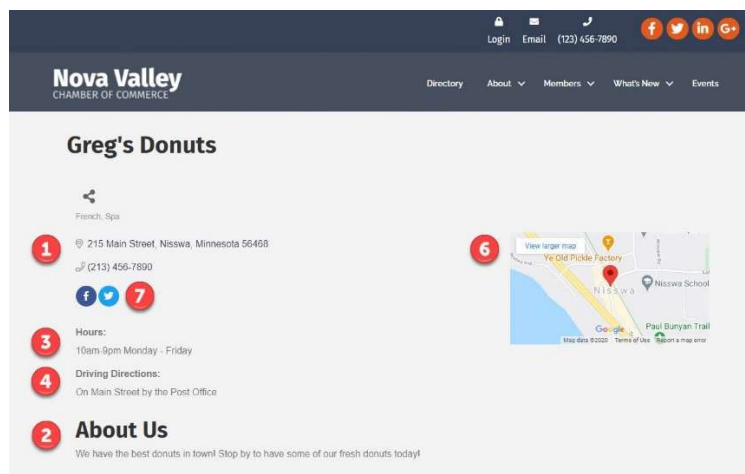 Login Email (123) 456-7890
Nova Valley
CHAMBER OF COMMERCE
Directory About Members What's New Events
Greg's Donuts
French, Spa
1 215 Main Street, Nisswa, Minnesota 56468
(213) 456-7890
7
3 Hours:
10am-9pm Monday - Friday
4 Driving Directions:
On Main Street by the Post Office
2 About Us
We have the best donuts in town! Stop by to have some of our fresh donuts today!
6
View larger map
Ye Old Pickle Factory
Nisswa School
Nisswa
Paul Bunyan Trail
Google
Map data ©2020 Terms of Use Report a map error